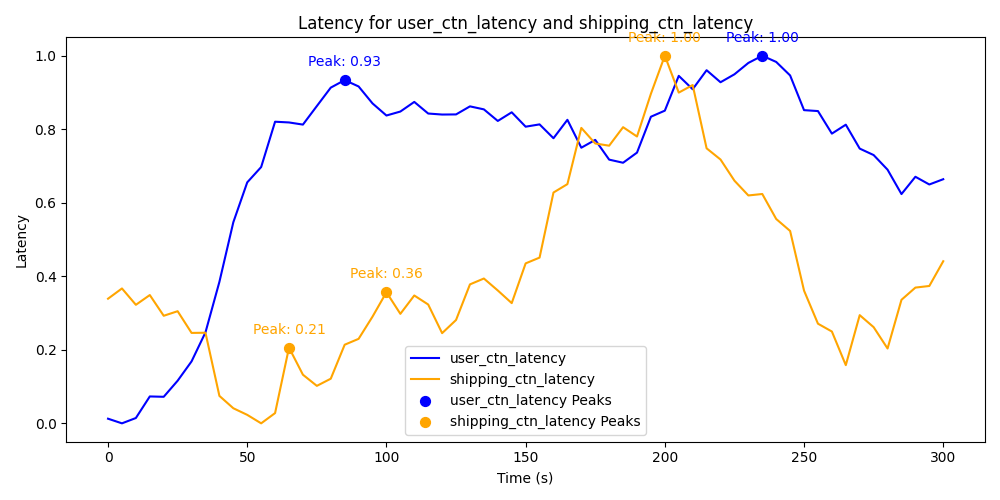 Latency for user_ctn_latency and shipping_ctn_latency
Peak: 1.00
Peak: 1.00
Peak: 0.93
Peak: 0.36
Peak: 0.21
Latency
1.0
0.8
0.6
0.4
0.2
0.0
user_ctn_latency
shipping_ctn_latency
user_ctn_latency Peaks
shipping_ctn_latency Peaks
0 50 100 150 200 250 300
Time (s)